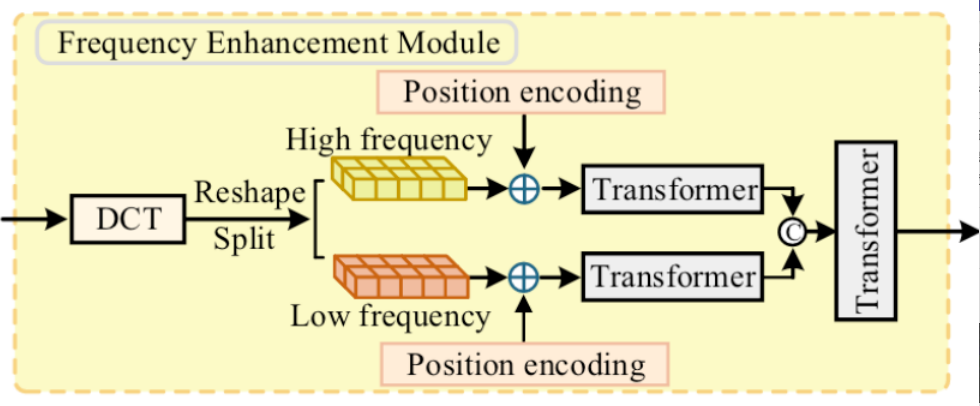 Frequency Enhancement Module
Position encoding
High frequency
DCT
Reshape
Split
Transformer
C
Transformer
Transformer
Low frequency
Position encoding